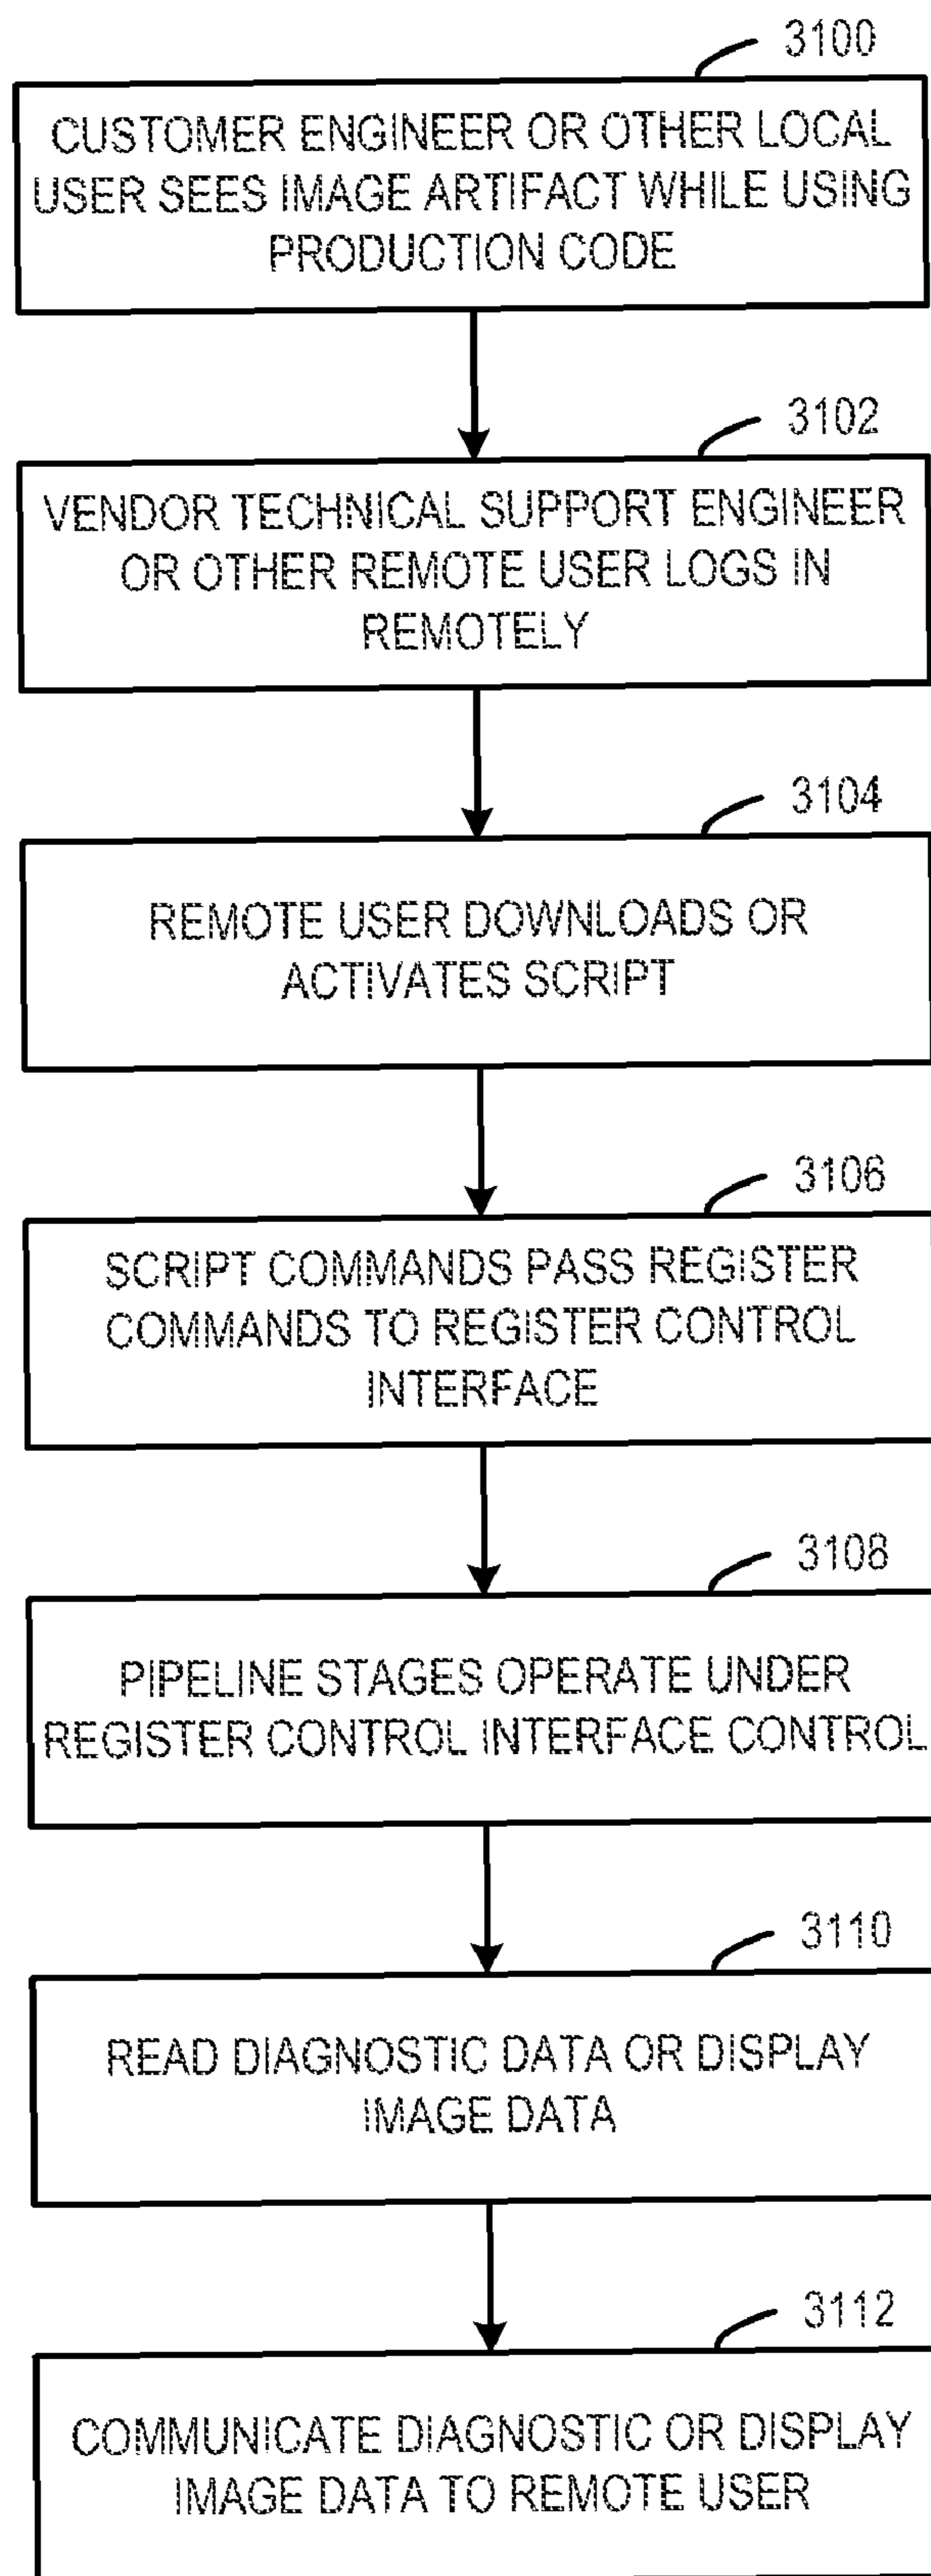 3100
CUSTOMER ENGINEER OR OTHER LOCAL
USER SEES IMAGE ARTIFACT WHILE USING
PRODUCTION CODE
3102
VENDOR TECHNICAL SUPPORT ENGINEER
OR OTHER REMOTE USER LOGS IN
REMOTELY
3104
REMOTE USER DOWNLOADS OR
ACTIVATES SCRIPT
3106
SCRIPT COMMANDS PASS REGISTER
COMMANDS TO REGISTER CONTROL
INTERFACE
3108
PIPELINE STAGES OPERATE UNDER
REGISTER CONTROL INTERFACE CONTROL
3110
READ DIAGNOSTIC DATA OR DISPLAY
IMAGE DATA
3112
COMMUNICATE DIAGNOSTIC OR DISPLAY
IMAGE DATA TO REMOTE USER